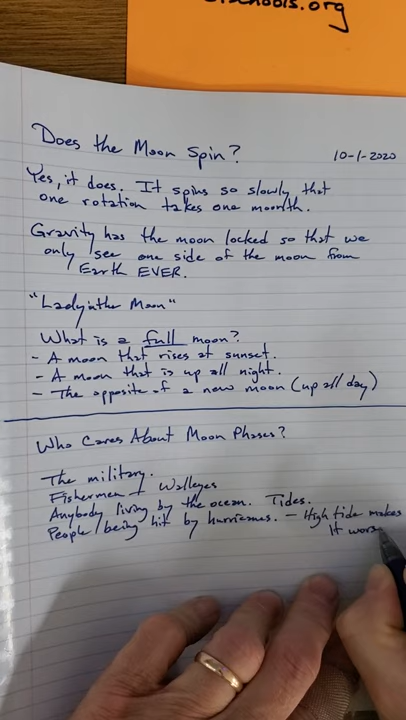 schools.org
Does the Moon Spin?
10-1-2020
Yes, it does. It spins so slowly that
one rotation takes one moonth.
Gravity has the moon locked so that we
only see one side of the moon from
Earth EVER.
"Lady in the Moon"
What is a full moon?
- A moon that rises at sunset.
- A moon that is up all night.
- The opposite of a new moon (up all day)
Who Cares About Moon Phases?
The military.
Fishermen + Walleyes
Anybody living by the ocean. Tides.
People being hit by hurricanes. - High tide makes
it wors